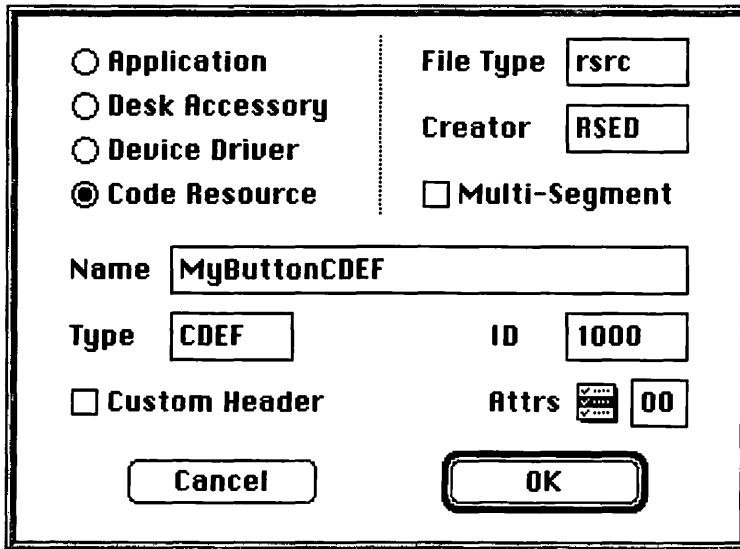 Application
Desk Accessory
Device Driver
Code Resource
File Type rsrc
Creator RSED
Multi-Segment
Name MyButtonCDEF
Type CDEF ID 1000
Custom Header Attrs 00
Cancel OK